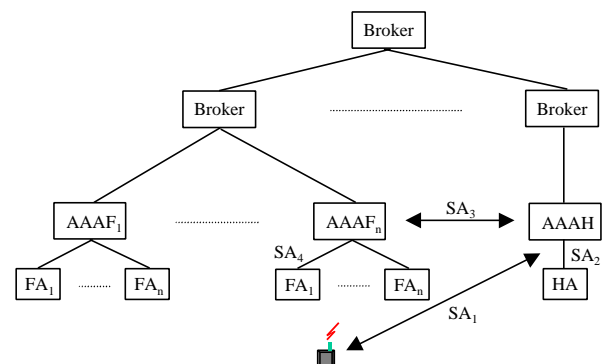 Broker
Broker Broker
AAAF₁ AAAFₙ SA₃ AAAH
SA₄ SA₂
FA₁ FAₙ FA₁ FAₙ HA
SA₁